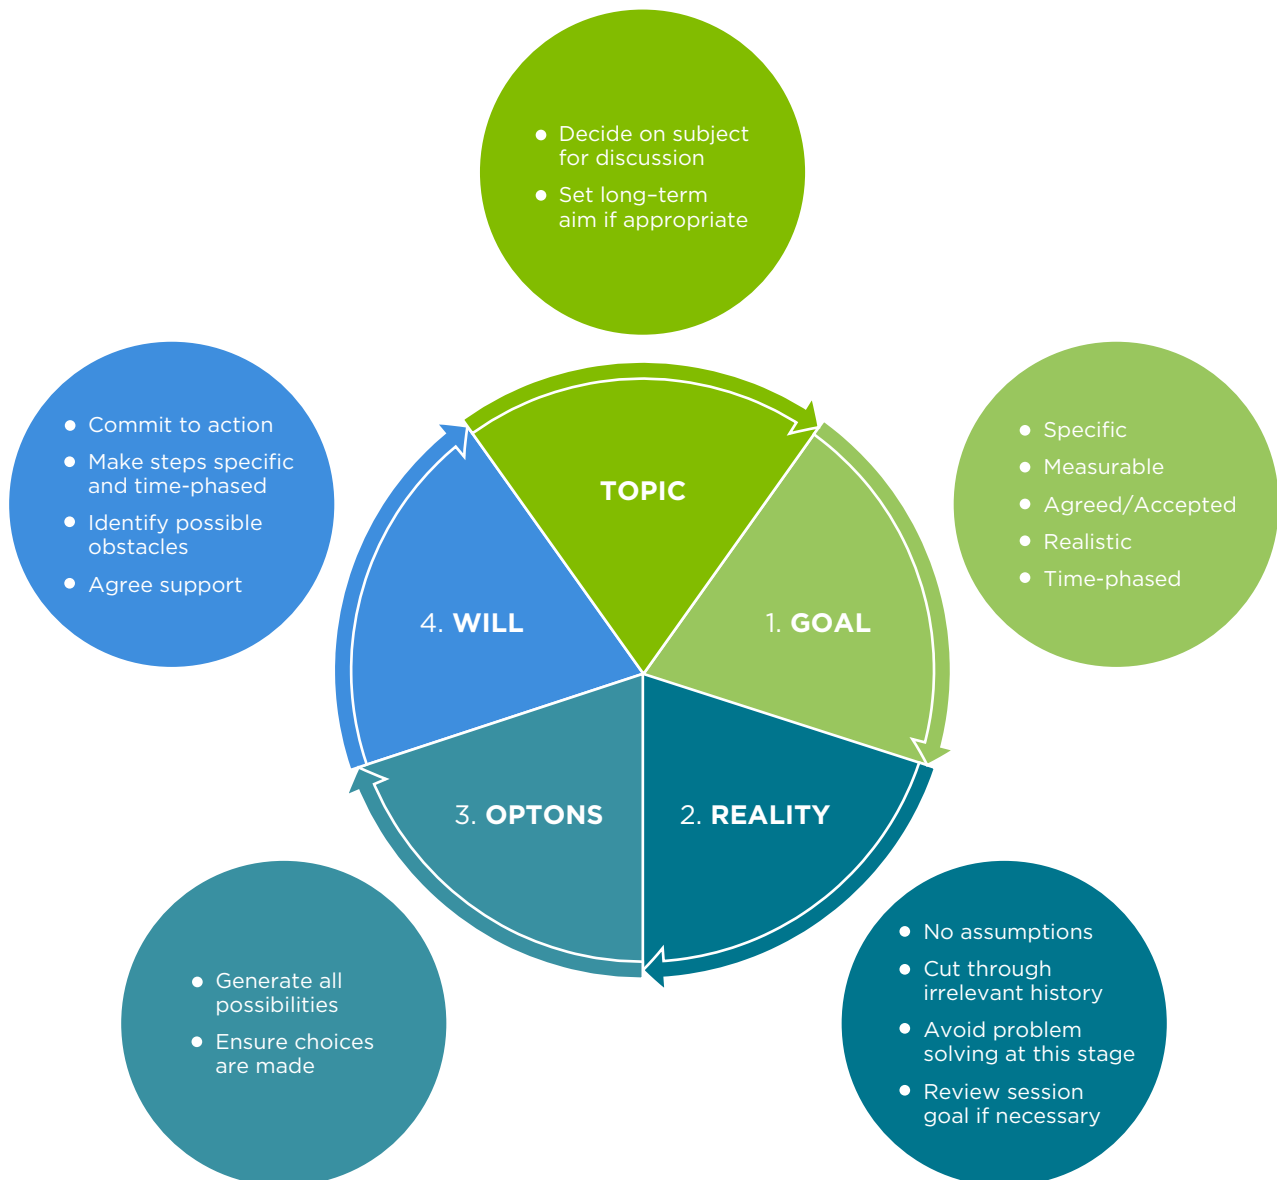 ● Decide on subject
for discussion
● Set long–term
aim if appropriate
TOPIC
● Specific
● Measurable
● Agreed/Accepted
● Realistic
● Time-phased
1. GOAL
● No assumptions
● Cut through
irrelevant history
● Avoid problem
solving at this stage
● Review session
goal if necessary
2. REALITY
● Generate all
possibilities
● Ensure choices
are made
3. OPTONS
● Commit to action
● Make steps specific
and time-phased
● Identify possible
obstacles
● Agree support
4. WILL